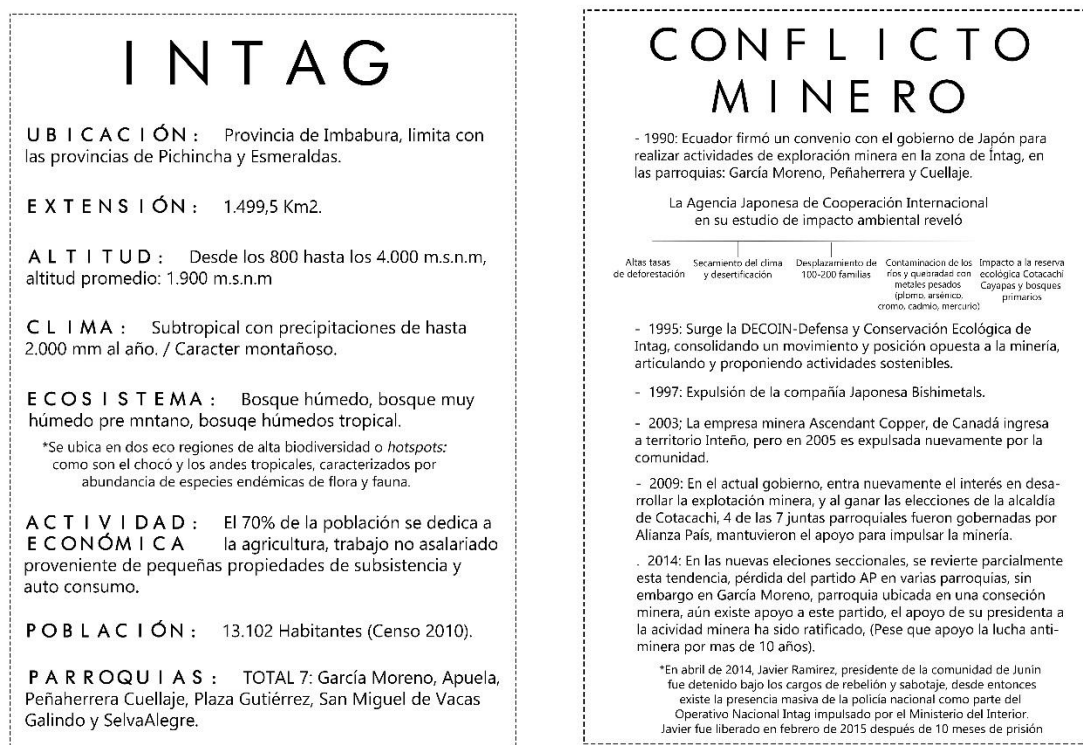 INTAG
UBICACIÓN: Provincia de Imbabura, limita con
las provincias de Pichincha y Esmeraldas.
EXTENSIÓN: 1.499,5 Km2.
ALTITUD: Desde los 800 hasta los 4.000 m.s.n.m,
altitud promedio: 1.900 m.s.n.m
CLIMA: Subtropical con precipitaciones de hasta
2.000 mm al año. / Caracter montañoso.
ECOSISTEMA: Bosque húmedo, bosque muy
húmedo pre mntano, bosuqe húmedos tropical.
*Se ubica en dos eco regiones de alta biodiversidad o hotspots:
como son el chocó y los andes tropicales, caracterizados por
abundancia de especies endémicas de flora y fauna.
ACTIVIDAD: El 70% de la población se dedica a
ECONÓMICA la agricultura, trabajo no asalariado
proveniente de pequeñas propiedades de subsistencia y
auto consumo.
POBLACIÓN: 13.102 Habitantes (Censo 2010).
PARROQUIAS: TOTAL 7: García Moreno, Apuela,
Peñaherrera Cuellaje, Plaza Gutiérrez, San Miguel de Vacas
Galindo y SelvaAlegre.
CONFLICTO
MINERO
- 1990: Ecuador firmó un convenio con el gobierno de Japón para
realizar actividades de exploración minera en la zona de Íntag, en
las parroquias: García Moreno, Peñaherrera y Cuellaje.
La Agencia Japonesa de Cooperación Internacional
en su estudio de impacto ambiental reveló
Altas tasas
de deforestación
Secamiento del clima
y desertificación
Desplazamiento de
100-200 familias
Contaminacion de los
ríos y quebradad con
metales pesados
(plomo, arsénico,
cromo, cadmio, mercurio)
Impacto a la reserva
ecológica Cotacachi
Cayapas y bosques
primarios
- 1995: Surge la DECOIN-Defensa y Conservación Ecológica de
Intag, consolidando un movimiento y posición opuesta a la minería,
articulando y proponiendo actividades sostenibles.
- 1997: Expulsión de la compañía Japonesa Bishimetals.
- 2003; La empresa minera Ascendant Copper, de Canadá ingresa
a territorio Inteño, pero en 2005 es expulsada nuevamente por la
comunidad.
- 2009: En el actual gobierno, entra nuevamente el interés en desa-
rrollar la explotación minera, y al ganar las elecciones de la alcaldía
de Cotacachi, 4 de las 7 juntas parroquiales fueron gobernadas por
Alianza País, mantuvieron el apoyo para impulsar la minería.
. 2014: En las nuevas eleciones seccionales, se revierte parcialmente
esta tendencia, pérdida del partido AP en varias parroquias, sin
embargo en García Moreno, parroquia ubicada en una conseción
minera, aún existe apoyo a este partido, el apoyo de su presidenta a
la acividad minera ha sido ratificado, (Pese que apoyo la lucha anti-
minera por mas de 10 años).
*En abril de 2014, Javier Ramírez, presidente de la comunidad de Junin
fue detenido bajo los cargos de rebelión y sabotaje, desde entonces
existe la presencia masiva de la policía nacional como parte del
Operativo Nacional Intag impulsado por el Ministerio del Interior.
Javier fue liberado en febrero de 2015 después de 10 meses de prisión